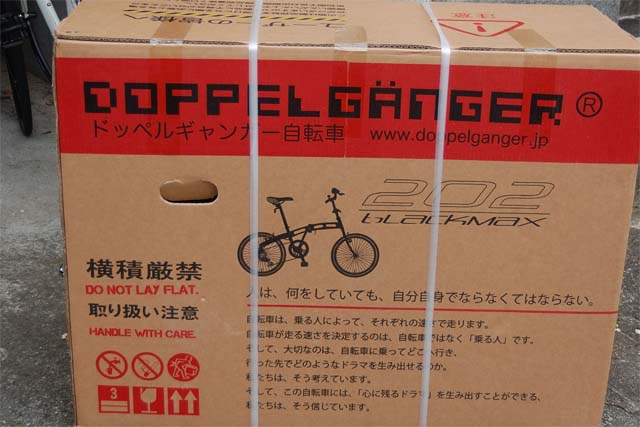 注意
DOPPELGÄNGER®
ドッペルギャンガー自転車 www.doppelganger.jp
202
blackmax
横積厳禁
DO NOT LAY FLAT.
取り扱い注意
HANDLE WITH CARE.
3
人は、何をしていても、自分自身でならなくてはならない。
自転車は、乗る人によって、それぞれの速さで走ります。
自転車が走る速さを決定するのは、自転車ではなく「乗る人」です。
そして、大切なのは、自転車に乗ってどこへ行き、
行った先でどのようなドラマを生み出せるのか。
私たちは、そう考えています。
そして、この自転車には、「心に残るドラマ」を生み出すことができる、
私たちは、そう信じています。